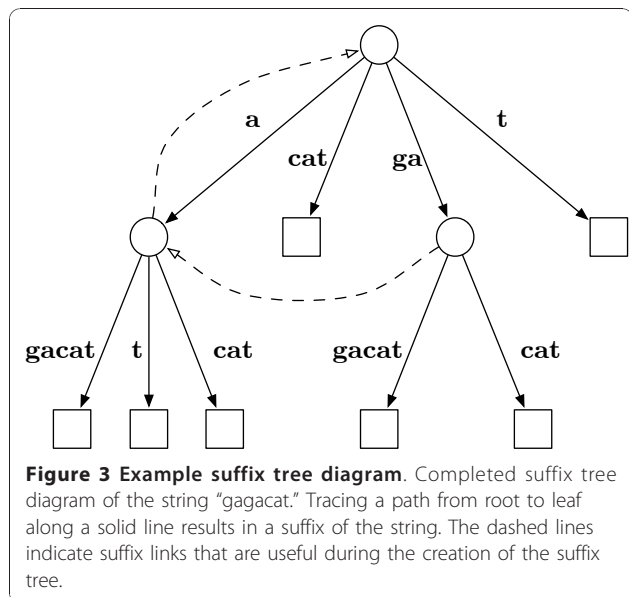 a
cat
ga
t
gacat
t
cat
gacat
cat
Figure 3 Example suffix tree diagram. Completed suffix tree
diagram of the string “gagacat.” Tracing a path from root to leaf
along a solid line results in a suffix of the string. The dashed lines
indicate suffix links that are useful during the creation of the suffix
tree.